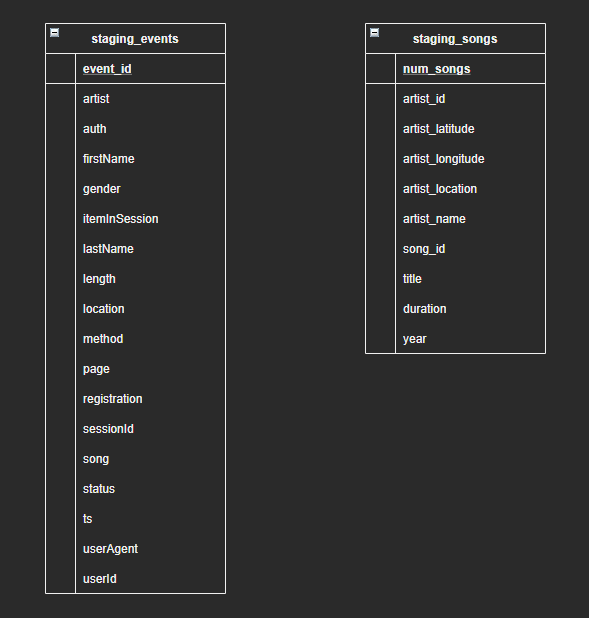 staging_events
event_id
artist
auth
firstName
gender
itemInSession
lastName
length
location
method
page
registration
sessionId
song
status
ts
userAgent
userId
staging_songs
num_songs
artist_id
artist_latitude
artist_longitude
artist_location
artist_name
song_id
title
duration
year